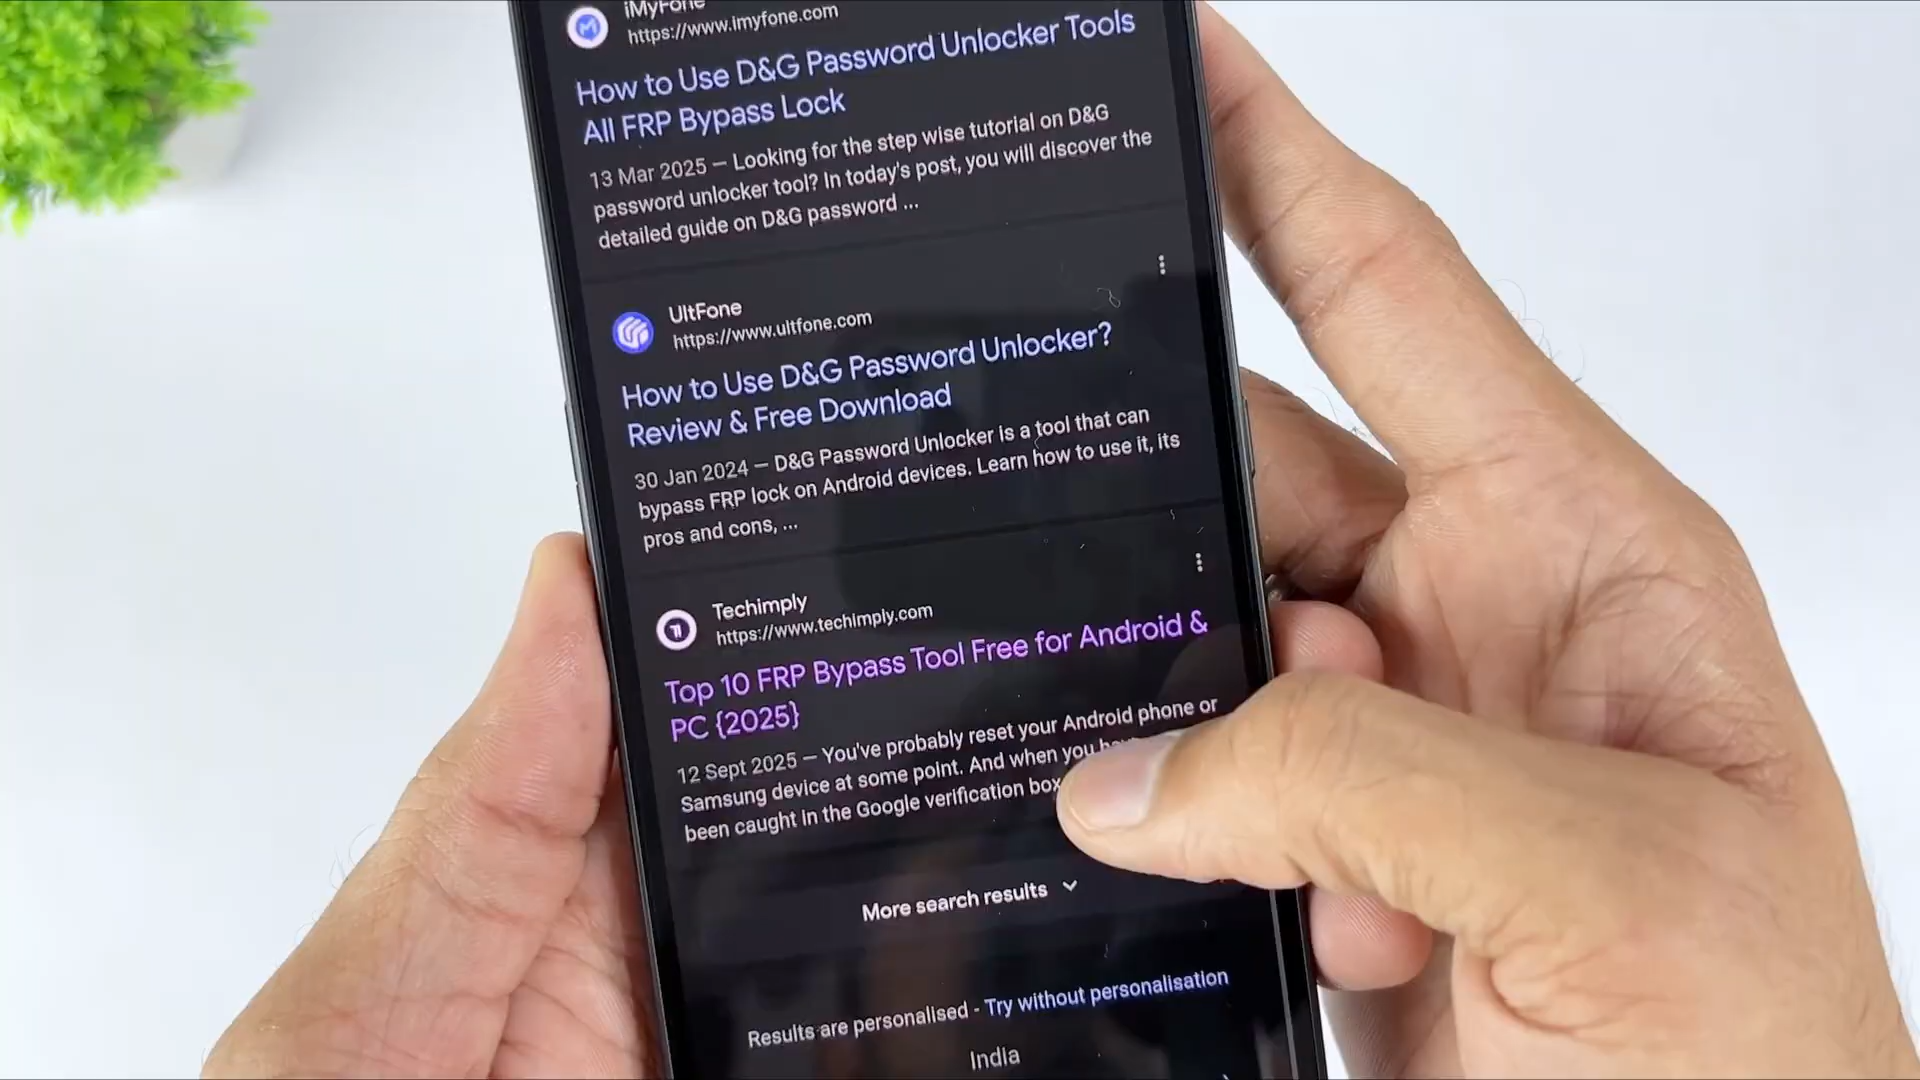 iMyFone
https://www.imyfone.com
How to Use D&G Password Unlocker Tools
All FRP Bypass Lock
13 Mar 2025 — Looking for the step wise tutorial on D&G
password unlocker tool? In today's post, you will discover the
detailed guide on D&G password ...
UltFone
https://www.ultfone.com
How to Use D&G Password Unlocker?
Review & Free Download
30 Jan 2024 — D&G Password Unlocker is a tool that can
bypass FRP lock on Android devices. Learn how to use it, its
pros and cons, ...
Techimply
https://www.techimply.com
Top 10 FRP Bypass Tool Free for Android &
PC {2025}
12 Sept 2025 — You've probably reset your Android phone or
Samsung device at some point. And when you
been caught in the Google verification box
More search results
Results are personalised - Try without personalisation
India